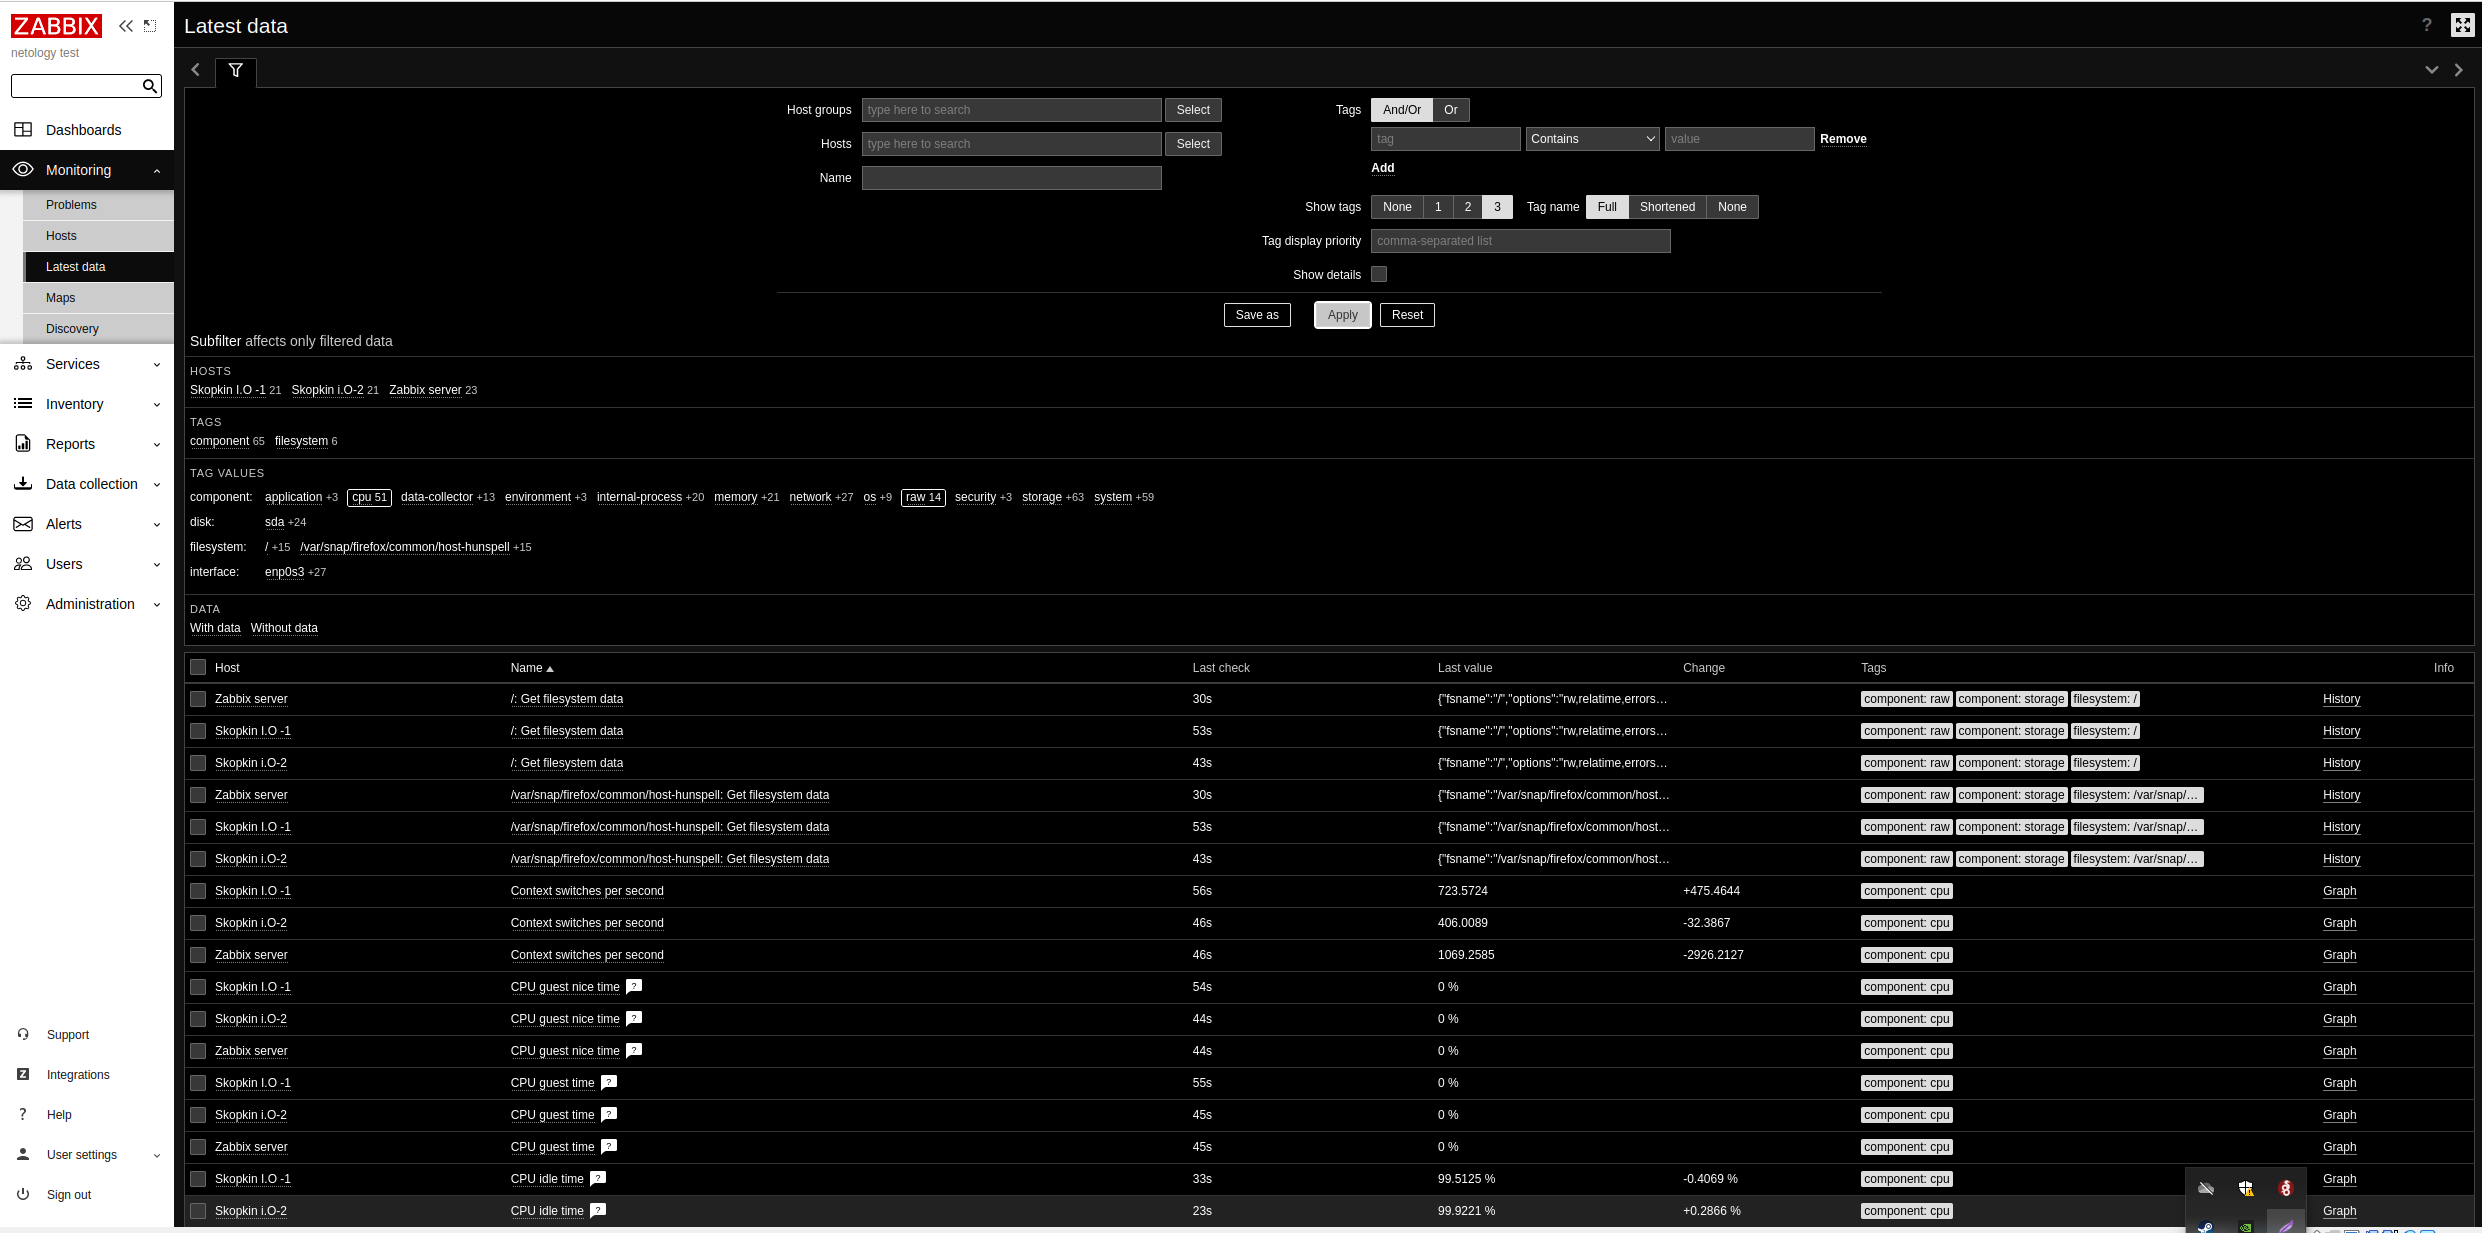 ZABBIX
netology test
Dashboards
Monitoring
Problems
Hosts
Latest data
Maps
Discovery
Services
Inventory
Reports
Data collection
Alerts
Users
Administration
Support
Integrations
Help
User settings
Sign out
Latest data
Host groups type here to search Select
Hosts type here to search Select
Name
Tags And/Or Or
tag Contains value Remove
Add
Show tags None 1 2 3 Tag name Full Shortened None
Tag display priority comma-separated list
Show details
Save as Apply Reset
Subfilter affects only filtered data
HOSTS
Skopkin I.O -1 21 Skopkin i.O-2 21 Zabbix server 23
TAGS
component 65 filesystem 6
TAG VALUES
component: application +3 cpu 51 data-collector +13 environment +3 internal-process +20 memory +21 network +27 os +9 raw 14 security +3 storage +63 system +59
disk: sda +24
filesystem: / +15 /var/snap/firefox/common/host-hunspell +15
interface: enp0s3 +27
DATA
With data Without data
Host Name Last check Last value Change Tags Info
Zabbix server /: Get filesystem data 30s {"fsname":"/","options":"rw,relatime,errors... component: raw component: storage filesystem: / History
Skopkin I.O -1 /: Get filesystem data 53s {"fsname":"/","options":"rw,relatime,errors... component: raw component: storage filesystem: / History
Skopkin i.O-2 /: Get filesystem data 43s {"fsname":"/","options":"rw,relatime,errors... component: raw component: storage filesystem: / History
Zabbix server /var/snap/firefox/common/host-hunspell: Get filesystem data 30s {"fsname":"/var/snap/firefox/common/host... component: raw component: storage filesystem: /var/snap/... History
Skopkin I.O -1 /var/snap/firefox/common/host-hunspell: Get filesystem data 53s {"fsname":"/var/snap/firefox/common/host... component: raw component: storage filesystem: /var/snap/... History
Skopkin i.O-2 /var/snap/firefox/common/host-hunspell: Get filesystem data 43s {"fsname":"/var/snap/firefox/common/host... component: raw component: storage filesystem: /var/snap/... History
Skopkin I.O -1 Context switches per second 56s 723.5724 +475.4644 component: cpu Graph
Skopkin i.O-2 Context switches per second 46s 406.0089 -32.3867 component: cpu Graph
Zabbix server Context switches per second 46s 1069.2585 -2926.2127 component: cpu Graph
Skopkin I.O -1 CPU guest nice time ? 54s 0 % component: cpu Graph
Skopkin i.O-2 CPU guest nice time ? 44s 0 % component: cpu Graph
Zabbix server CPU guest nice time ? 44s 0 % component: cpu Graph
Skopkin I.O -1 CPU guest time ? 55s 0 % component: cpu Graph
Skopkin i.O-2 CPU guest time ? 45s 0 % component: cpu Graph
Zabbix server CPU guest time ? 45s 0 % component: cpu Graph
Skopkin I.O -1 CPU idle time ? 33s 99.5125 % -0.4069 % component: cpu Graph
Skopkin i.O-2 CPU idle time ? 23s 99.9221 % +0.2866 % component: cpu Graph